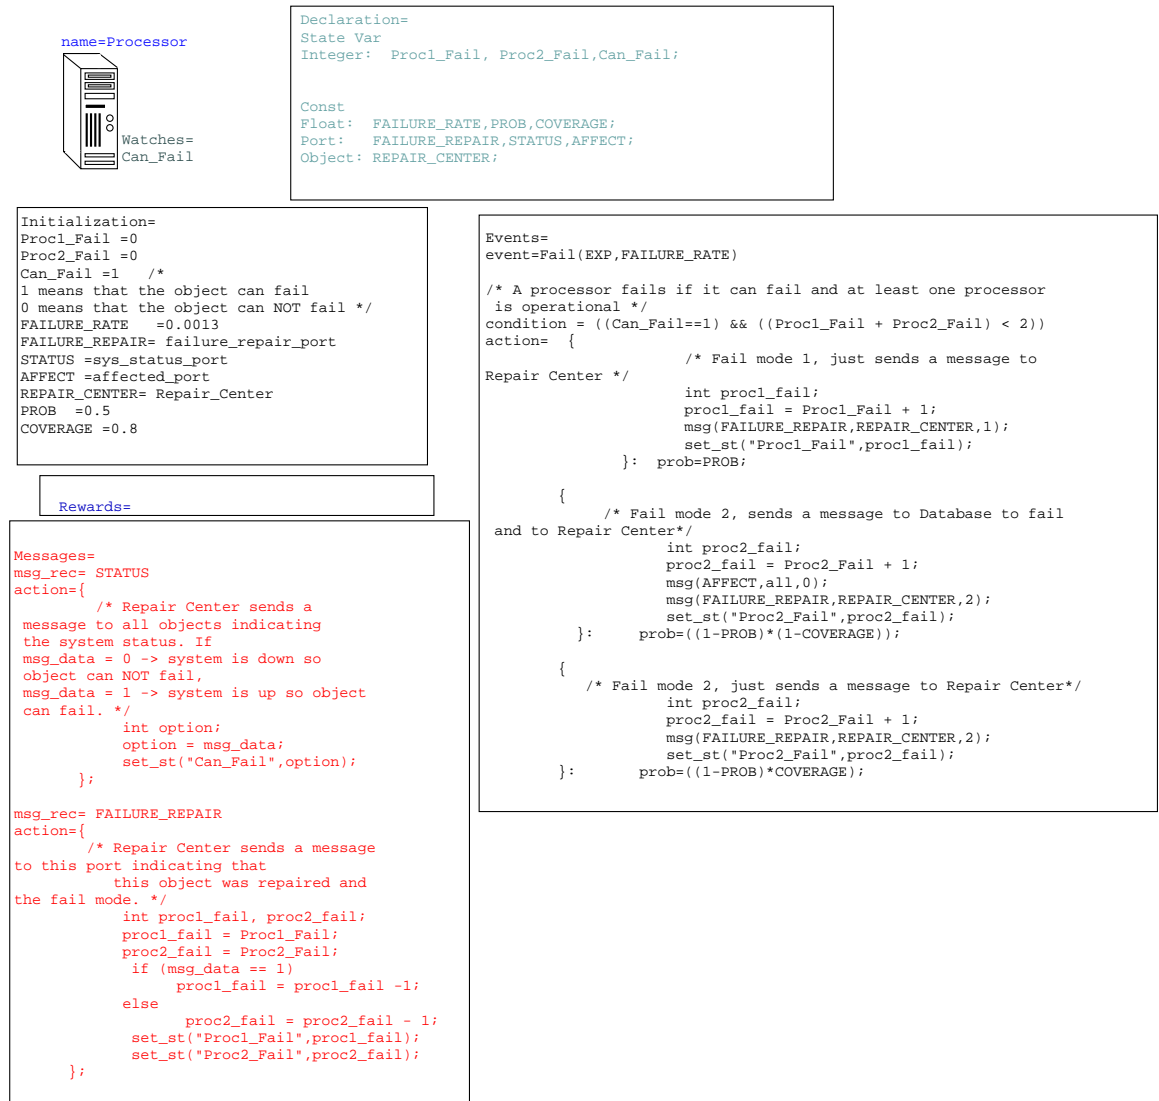 name=Processor
Watches=
Can_Fail
Declaration=
State Var
Integer:  Proc1_Fail, Proc2_Fail,Can_Fail;
Const
Float:  FAILURE_RATE,PROB,COVERAGE;
Port:   FAILURE_REPAIR,STATUS,AFFECT;
Object: REPAIR_CENTER;
Initialization=
Proc1_Fail =0
Proc2_Fail =0
Can_Fail =1   /*
1 means that the object can fail
0 means that the object can NOT fail */
FAILURE_RATE   =0.0013
FAILURE_REPAIR= failure_repair_port
STATUS =sys_status_port
AFFECT =affected_port
REPAIR_CENTER= Repair_Center
PROB  =0.5
COVERAGE =0.8
Rewards=
Messages=
msg_rec= STATUS
action={
/* Repair Center sends a
message to all objects indicating
the system status. If
msg_data = 0 -> system is down so
object can NOT fail,
msg_data = 1 -> system is up so object
can fail. */
int option;
option = msg_data;
set_st("Can_Fail",option);
};
msg_rec= FAILURE_REPAIR
action={
/* Repair Center sends a message
to this port indicating that
this object was repaired and
the fail mode. */
int proc1_fail, proc2_fail;
proc1_fail = Proc1_Fail;
proc2_fail = Proc2_Fail;
if (msg_data == 1)
proc1_fail = proc1_fail -1;
else
proc2_fail = proc2_fail - 1;
set_st("Proc1_Fail",proc1_fail);
set_st("Proc2_Fail",proc2_fail);
};
Events=
event=Fail(EXP,FAILURE_RATE)
/* A processor fails if it can fail and at least one processor
is operational */
condition = ((Can_Fail==1) && ((Proc1_Fail + Proc2_Fail) < 2))
action=  {
/* Fail mode 1, just sends a message to
Repair Center */
int proc1_fail;
proc1_fail = Proc1_Fail + 1;
msg(FAILURE_REPAIR,REPAIR_CENTER,1);
set_st("Proc1_Fail",proc1_fail);
}:  prob=PROB;
{
/* Fail mode 2, sends a message to Database to fail
and to Repair Center*/
int proc2_fail;
proc2_fail = Proc2_Fail + 1;
msg(AFFECT,all,0);
msg(FAILURE_REPAIR,REPAIR_CENTER,2);
set_st("Proc2_Fail",proc2_fail);
}:     prob=((1-PROB)*(1-COVERAGE));
{
/* Fail mode 2, just sends a message to Repair Center*/
int proc2_fail;
proc2_fail = Proc2_Fail + 1;
msg(FAILURE_REPAIR,REPAIR_CENTER,2);
set_st("Proc2_Fail",proc2_fail);
}:       prob=((1-PROB)*COVERAGE);